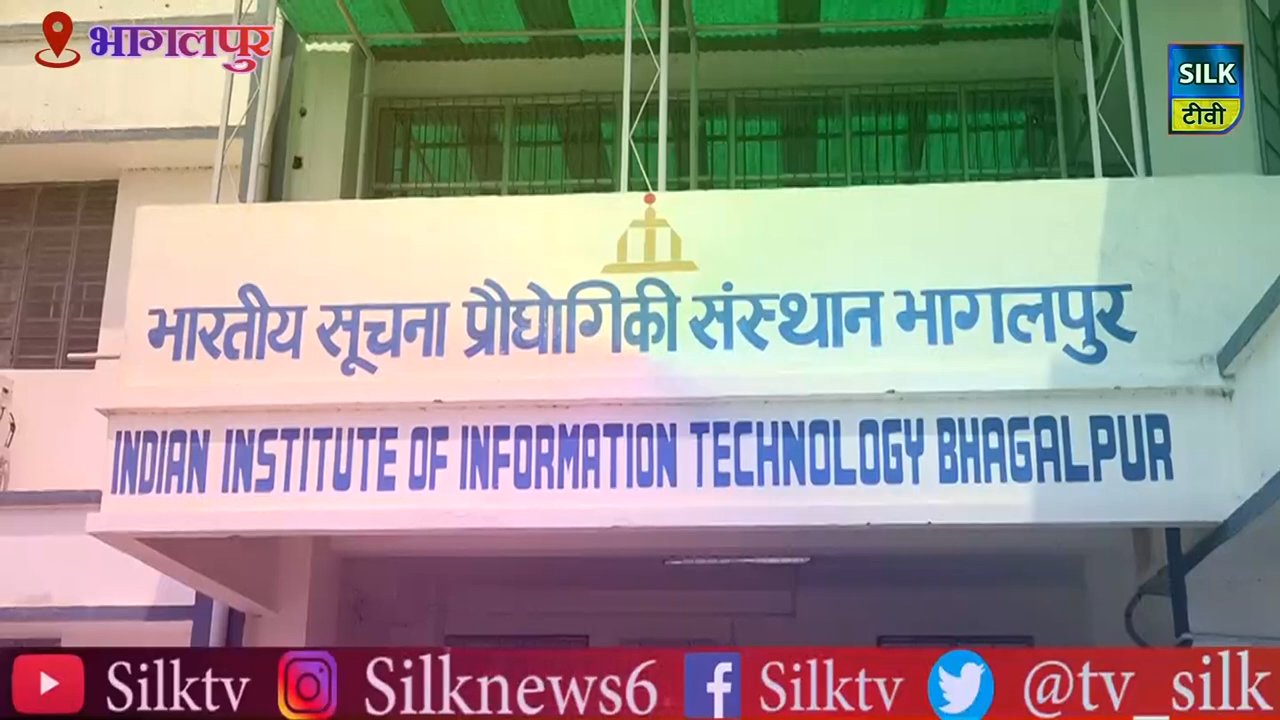 भागलपुर
SILK
टीवी
भारतीय सूचना प्रौघोगिकी संस्थान भागलपुर
INDIAN INSTITUTE OF INFORMATION TECHNOLOGY BHAGALPUR
Silktv Silknews6 Silktv @tv_silk